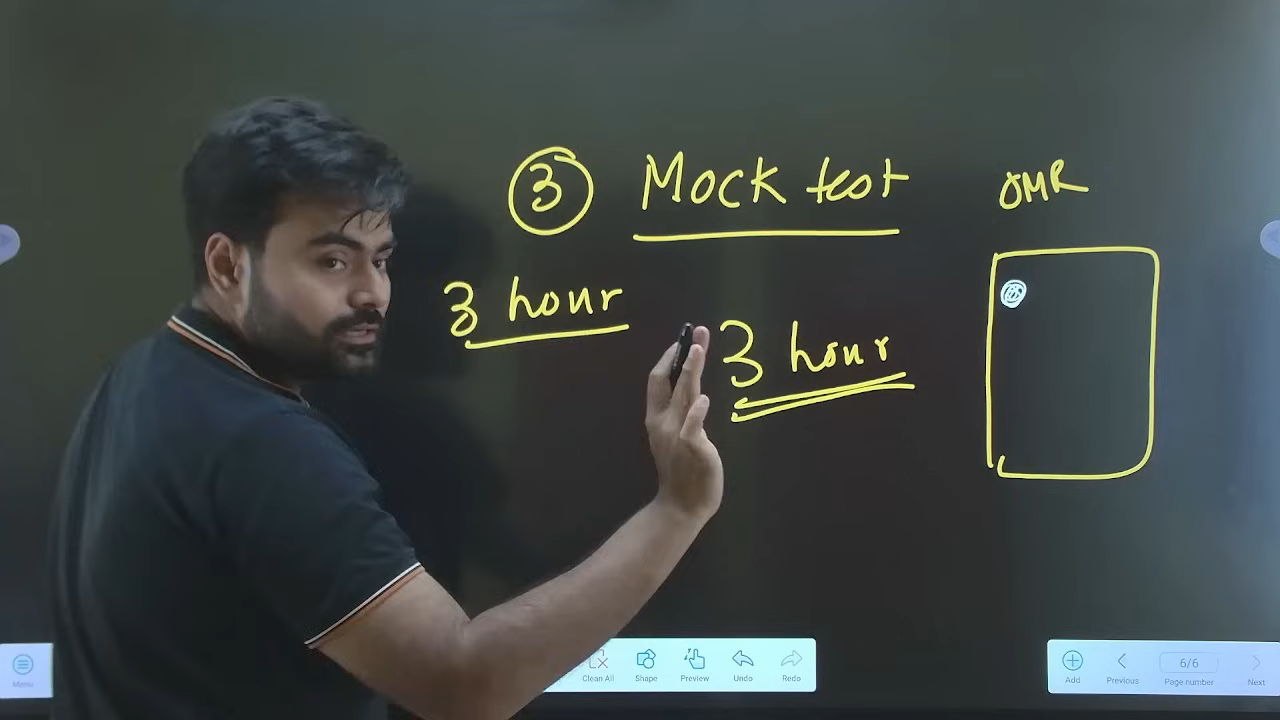 3 Mock test
OMR
3 hour
3 hour
Menu
Clean All
Shape
Preview
Undo
Redo
Add
Previous
6/6
Page number
Next